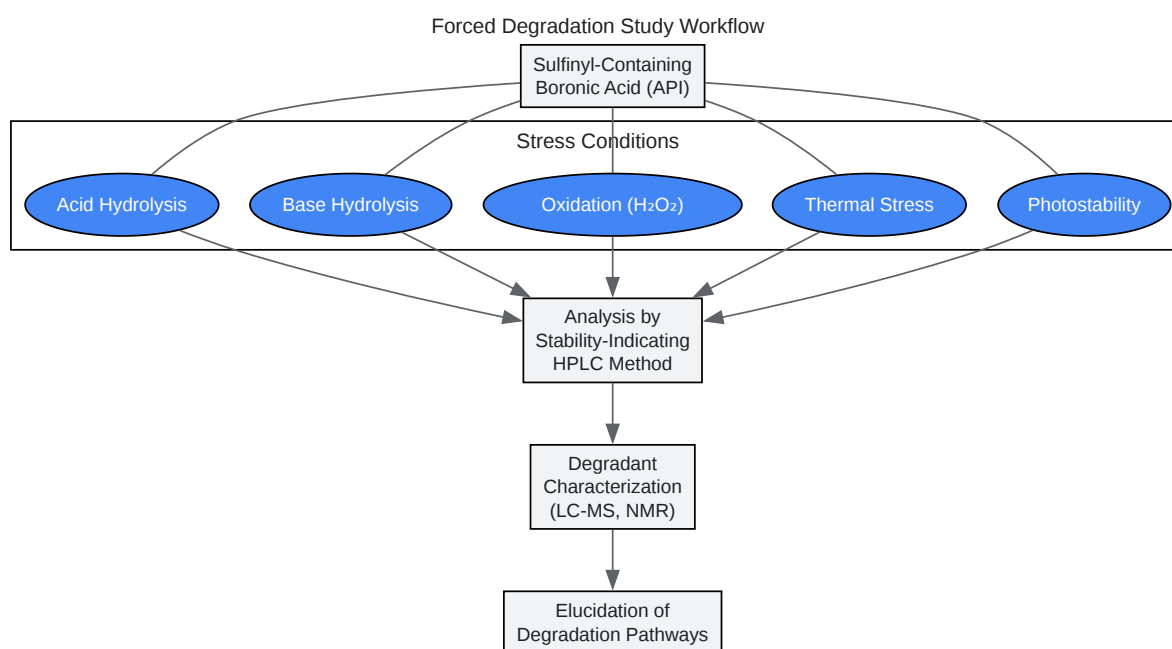 Forced Degradation Study Workflow
Sulfinyl-Containing
Boronic Acid (API)
Stress Conditions
Acid Hydrolysis
Base Hydrolysis
Oxidation (H₂O₂)
Thermal Stress
Photostability
Analysis by
Stability-Indicating
HPLC Method
Degradant
Characterization
(LC-MS, NMR)
Elucidation of
Degradation Pathways